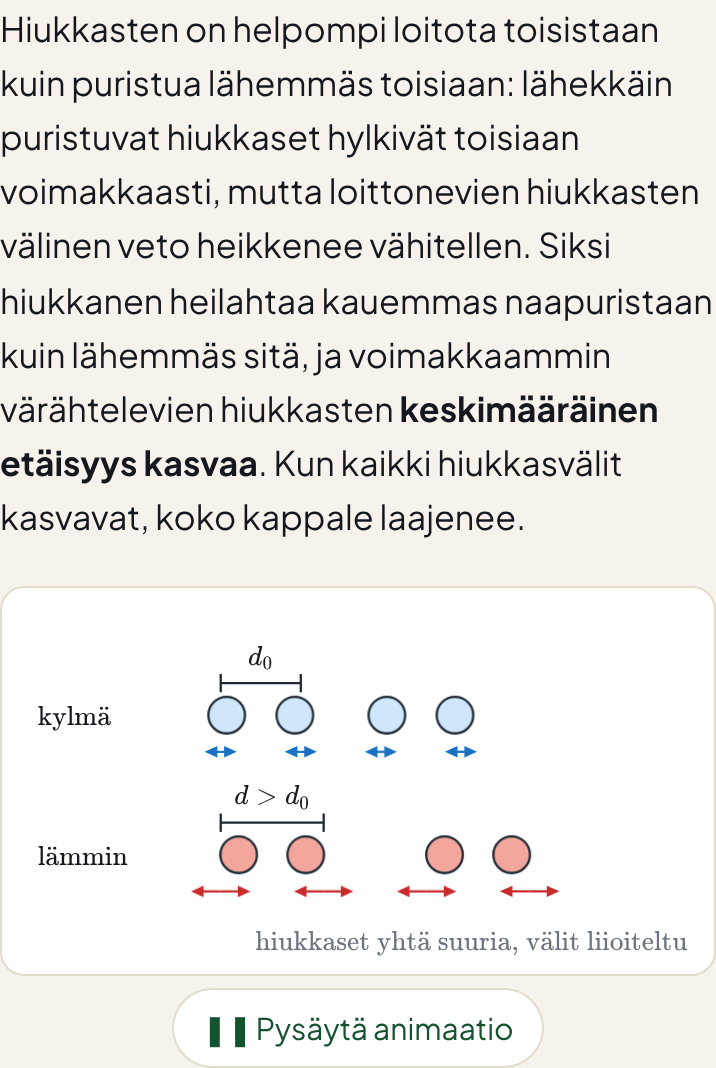 Hiukkasten on helpompi loitota toisistaan
kuin puristua lähemmäs toisiaan: lähekkäin
puristuvat hiukkaset hylkivät toisiaan
voimakkaasti, mutta loittonevien hiukkasten
välinen veto heikkenee vähitellen. Siksi
hiukkanen heilahtaa kauemmas naapuristaan
kuin lähemmäs sitä, ja voimakkaammin
värähtelevien hiukkasten keskimääräinen
etäisyys kasvaa. Kun kaikki hiukkasvälit
kasvavat, koko kappale laajenee.
d₀
kylmä
d > d₀
lämmin
hiukkaset yhtä suuria, välit liioiteltu
Pysäytä animaatio